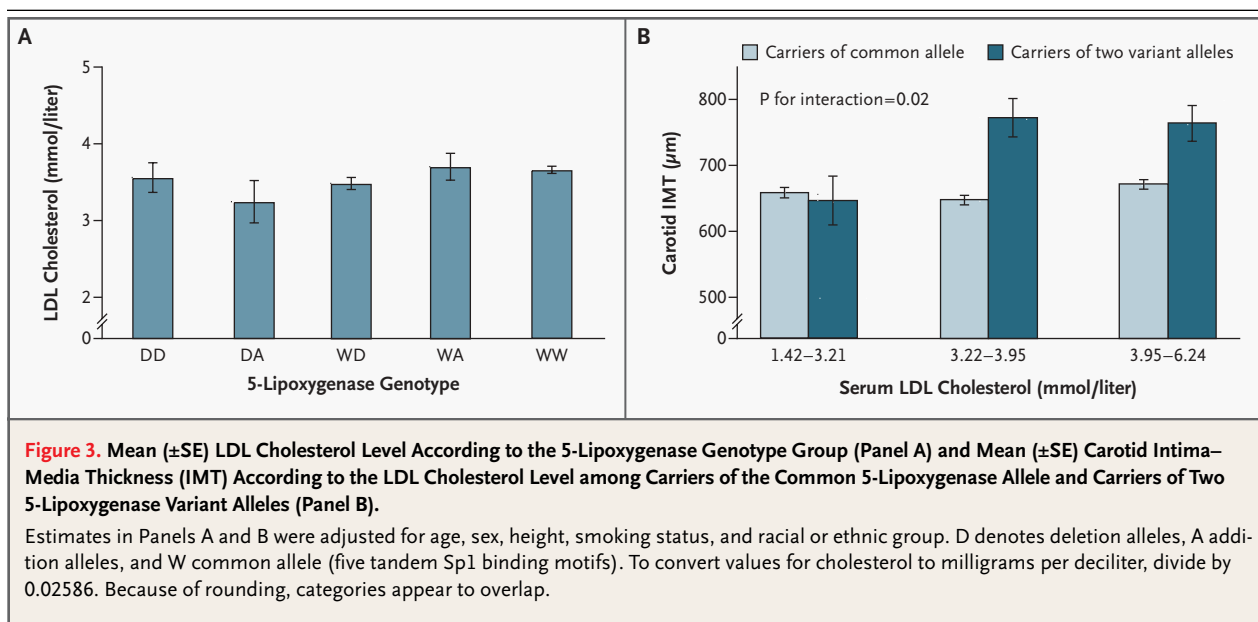 A
5
4
3
2
0
LDL Cholesterol (mmol/liter)
DD DA WD WA WW
5-Lipoxygenase Genotype
B
Carriers of common allele Carriers of two variant alleles
P for interaction=0.02
800
700
600
500
0
Carotid IMT (µm)
1.42–3.21 3.22–3.95 3.95–6.24
Serum LDL Cholesterol (mmol/liter)
Figure 3. Mean (±SE) LDL Cholesterol Level According to the 5-Lipoxygenase Genotype Group (Panel A) and Mean (±SE) Carotid Intima–
Media Thickness (IMT) According to the LDL Cholesterol Level among Carriers of the Common 5-Lipoxygenase Allele and Carriers of Two
5-Lipoxygenase Variant Alleles (Panel B).
Estimates in Panels A and B were adjusted for age, sex, height, smoking status, and racial or ethnic group. D denotes deletion alleles, A addi-
tion alleles, and W common allele (five tandem Sp1 binding motifs). To convert values for cholesterol to milligrams per deciliter, divide by
0.02586. Because of rounding, categories appear to overlap.